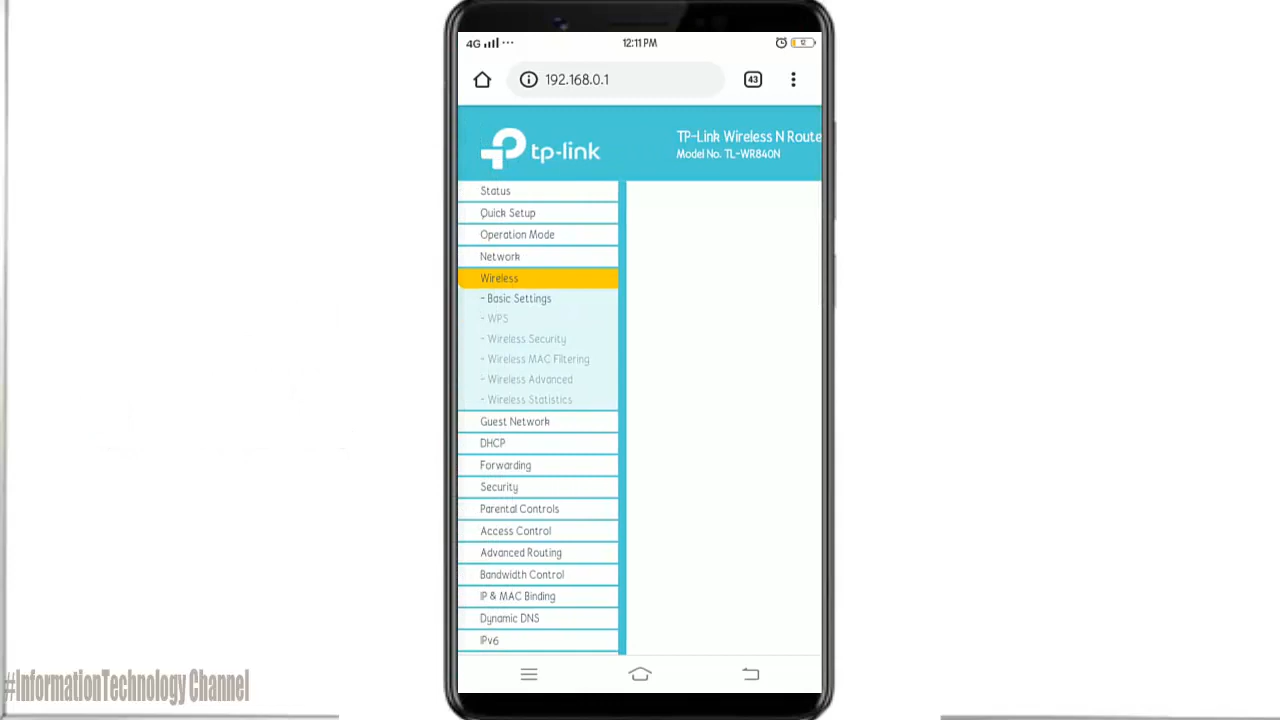 4G
12:11 PM
12
192.168.0.1
43
tp-link
TP-Link Wireless N Route
Model No. TL-WR840N
Status
Quick Setup
Operation Mode
Network
Wireless
- Basic Settings
- WPS
- Wireless Security
- Wireless MAC Filtering
- Wireless Advanced
- Wireless Statistics
Guest Network
DHCP
Forwarding
Security
Parental Controls
Access Control
Advanced Routing
Bandwidth Control
IP & MAC Binding
Dynamic DNS
IPv6
#InformationTechnology Channel